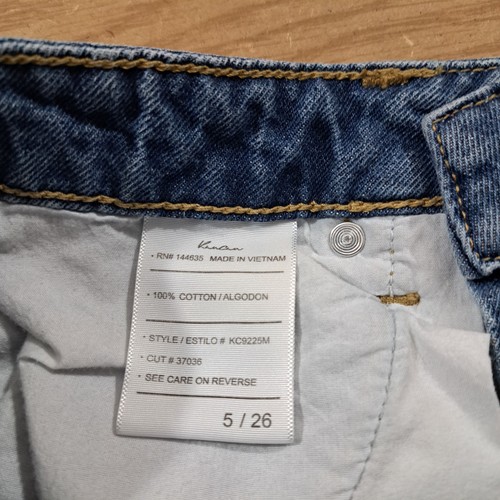 KanCan
• RN# 144635 MADE IN VIETNAM
• 100% COTTON / ALGODON
• STYLE / ESTILO # KC9225M
• CUT # 37036
• SEE CARE ON REVERSE
5 / 26